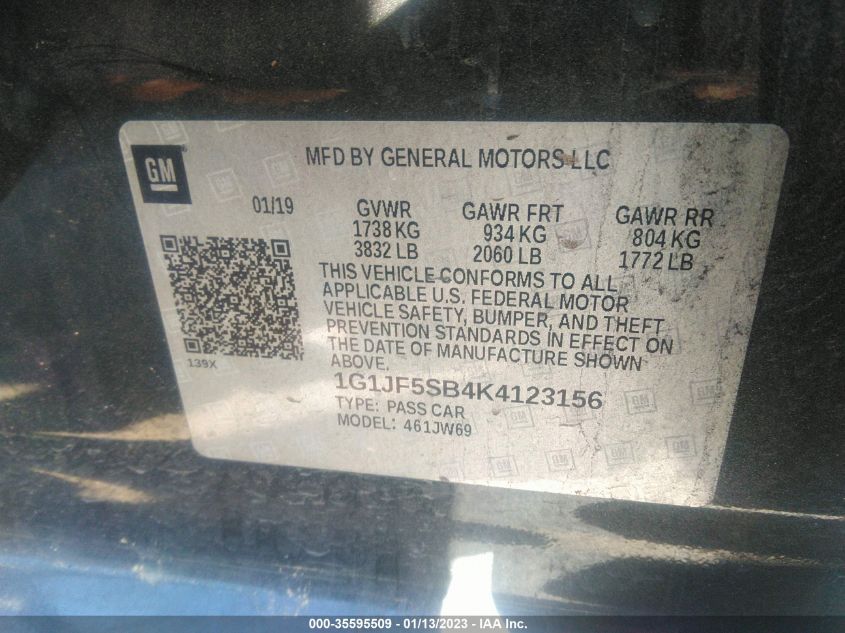 GM
MFD BY GENERAL MOTORS LLC
01/19
GVWR
1738 KG
3832 LB
GAWR FRT
934 KG
2060 LB
GAWR RR
804 KG
1772 LB
THIS VEHICLE CONFORMS TO ALL
APPLICABLE U.S. FEDERAL MOTOR
VEHICLE SAFETY, BUMPER, AND THEFT
PREVENTION STANDARDS IN EFFECT ON
THE DATE OF MANUFACTURE SHOWN
ABOVE.
139X
1G1JF5SB4K4123156
TYPE: PASS CAR
MODEL: 461JW69
000-35595509 - 01/13/2023 - IAA Inc.